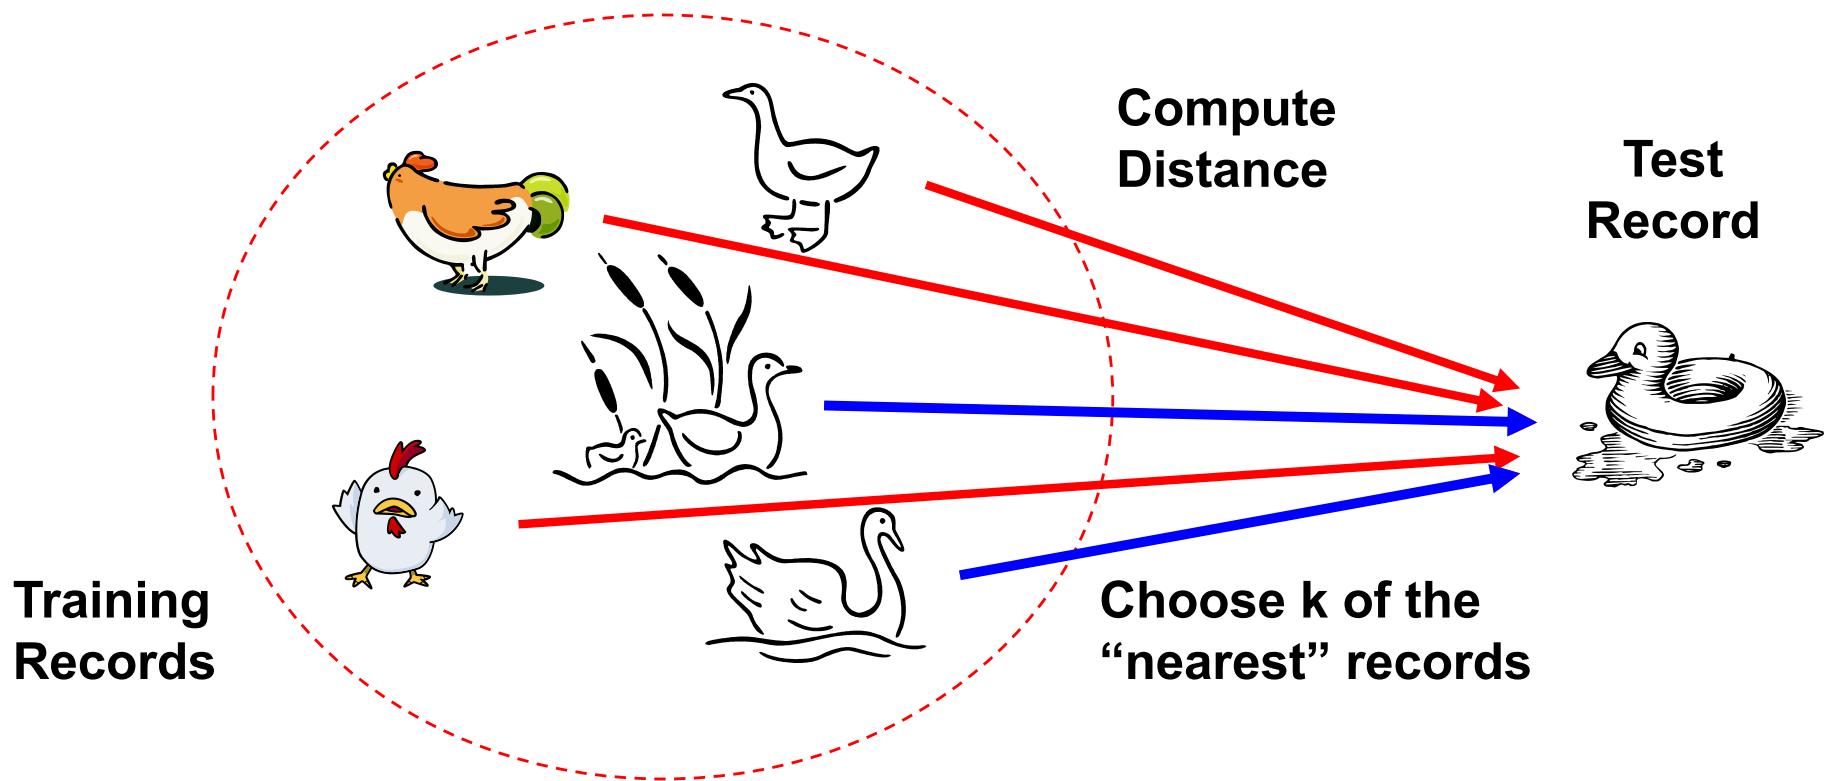 Compute
Distance
Test
Record
Training
Records
Choose k of the
“nearest” records